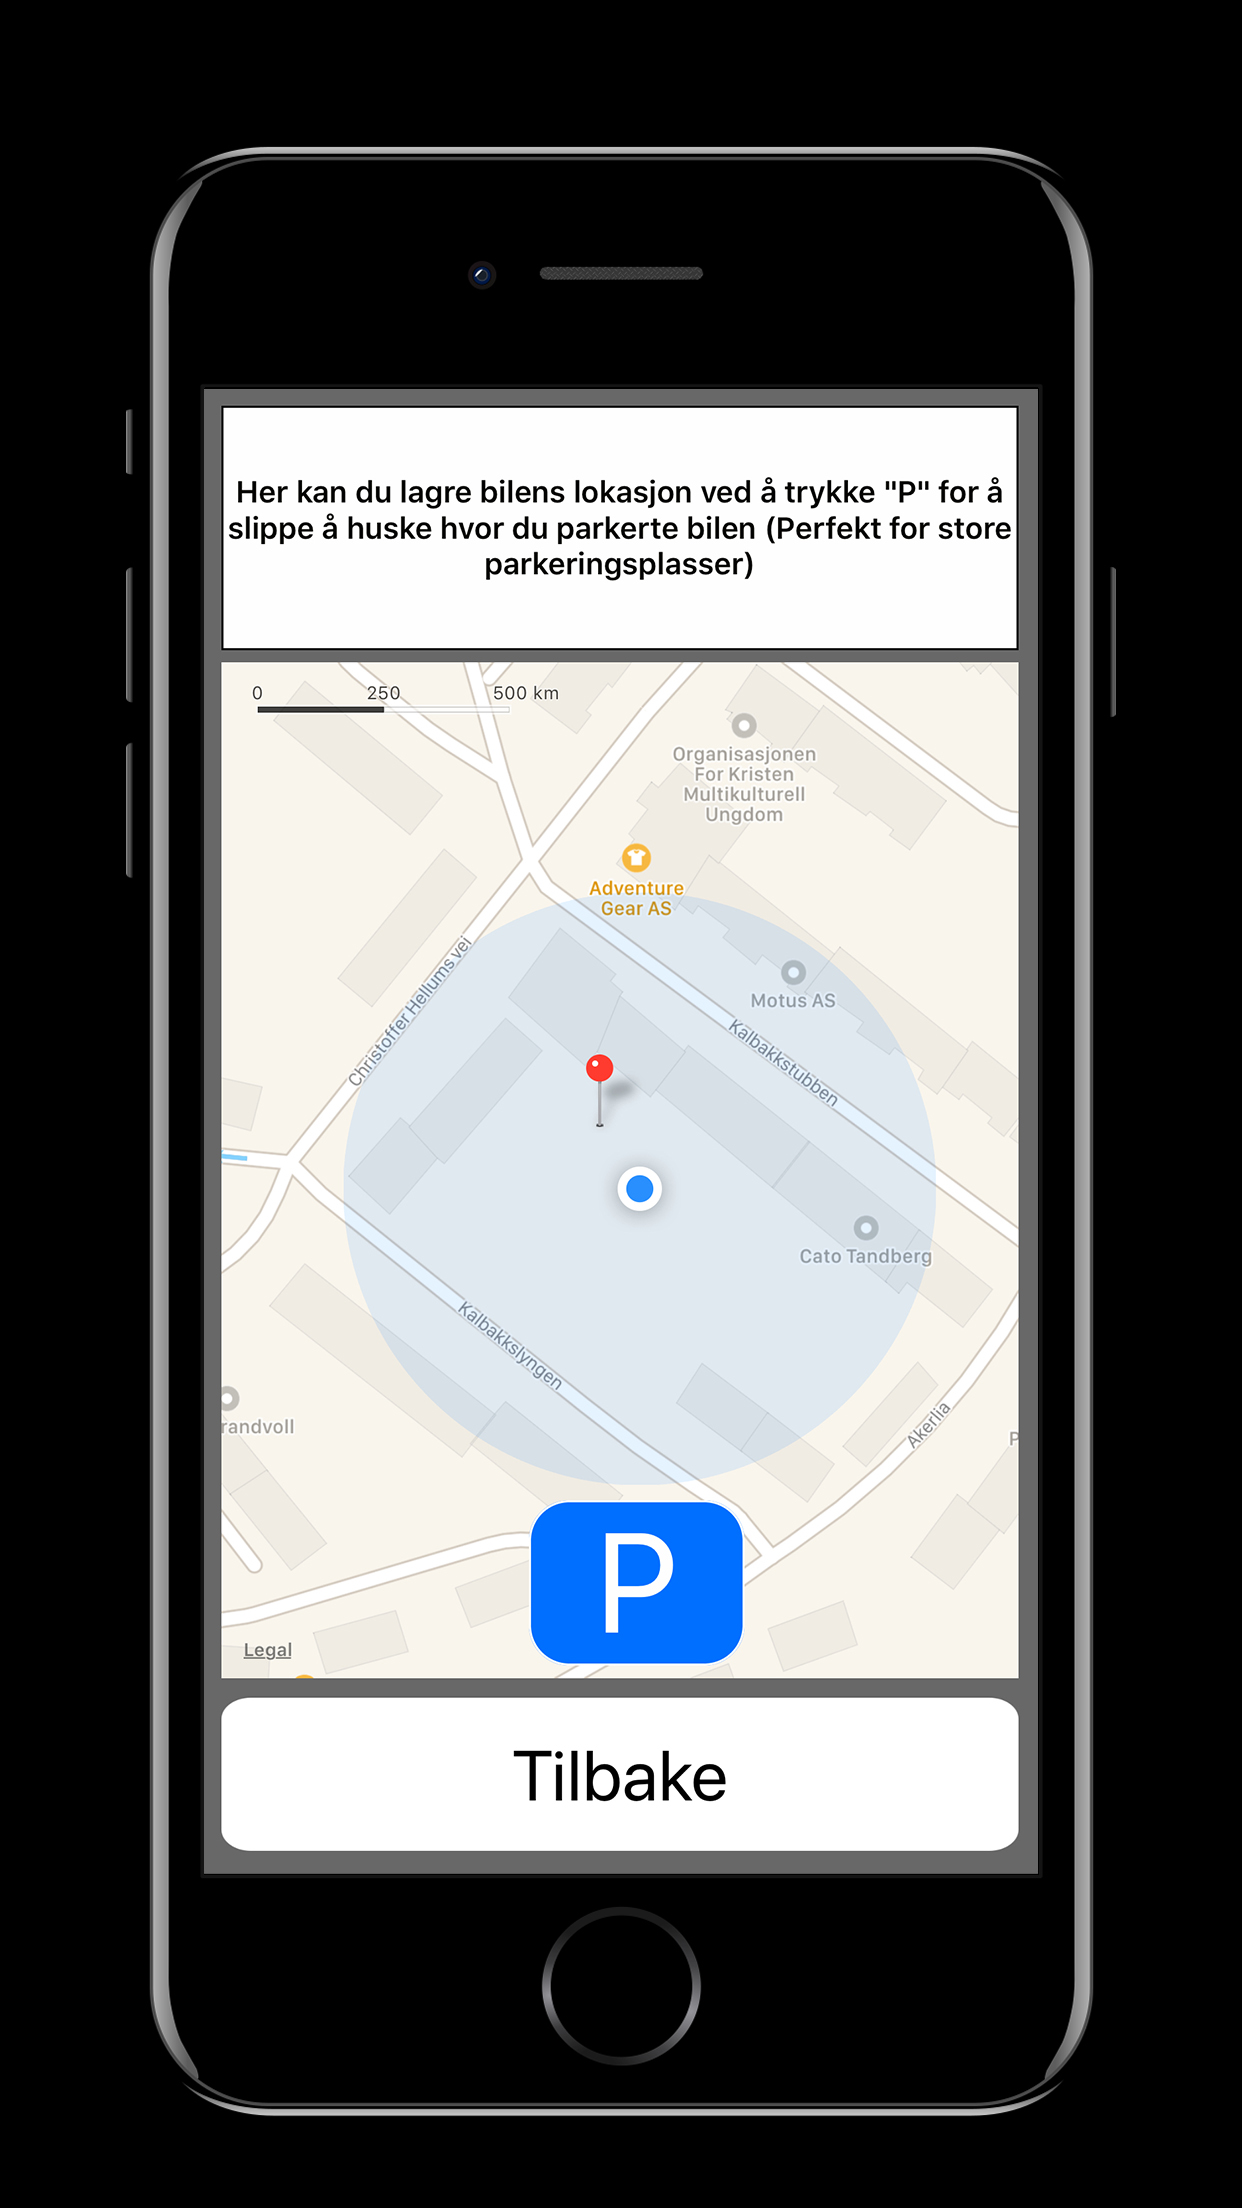 Her kan du lagre bilens lokasjon ved å trykke "P" for å
slippe å huske hvor du parkerte bilen (Perfekt for store
parkeringsplasser)
0 250 500 km
Organisasjonen
For Kristen
Multikulturell
Ungdom
Adventure
Gear AS
Christoffer Hellums vei
Motus AS
Kalbakkstubben
Cato Tandberg
Kalbakkslyngen
randvoll
Akerlia
P
P
Legal
Tilbake